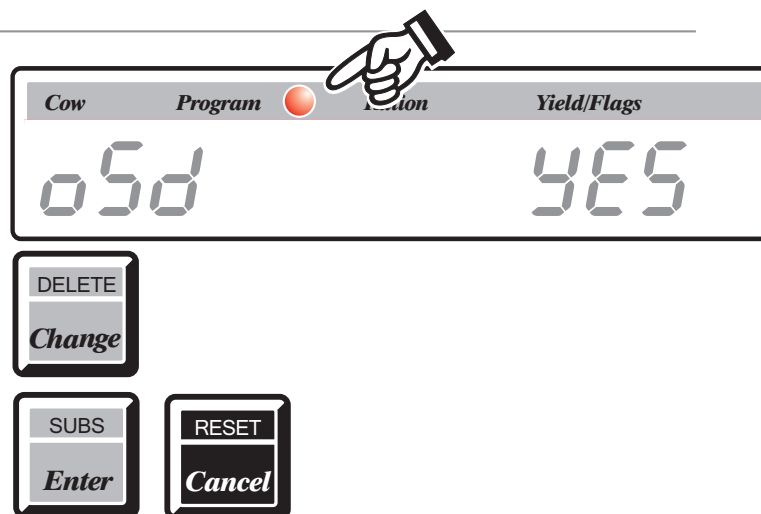 Cow Program Yield/Flags
oSd YES
DELETE
Change
SUBS RESET
Enter Cancel